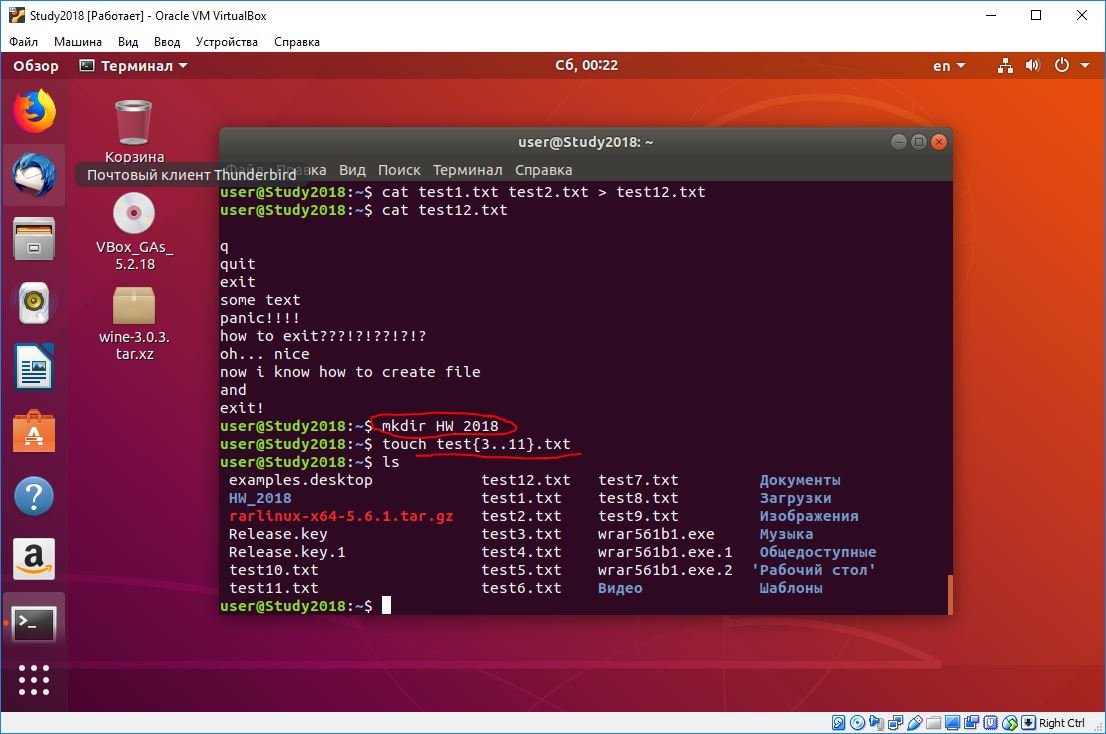 Study2018 [Работает] - Oracle VM VirtualBox
Файл Машина Вид Ввод Устройства Справка
Обзор Терминал Сб, 00:22 en
Корзина
Почтовый клиент Thunderbird
VBox_GAs_
5.2.18
wine-3.0.3.
tar.xz
user@Study2018: ~
Файл Правка Вид Поиск Терминал Справка
user@Study2018:~$ cat test1.txt test2.txt > test12.txt
user@Study2018:~$ cat test12.txt
q
quit
exit
some text
panic!!!!
how to exit???!?!??!?!?
oh... nice
now i know how to create file
and
exit!
user@Study2018:~$ mkdir HW_2018
user@Study2018:~$ touch test{3..11}.txt
user@Study2018:~$ ls
examples.desktop test12.txt test7.txt Документы
HW_2018 test1.txt test8.txt Загрузки
rarlinux-x64-5.6.1.tar.gz test2.txt test9.txt Изображения
Release.key test3.txt wrar561b1.exe Музыка
Release.key.1 test4.txt wrar561b1.exe.1 Общедоступные
test10.txt test5.txt wrar561b1.exe.2 'Рабочий стол'
test11.txt test6.txt Видео Шаблоны
user@Study2018:~$
Right Ctrl